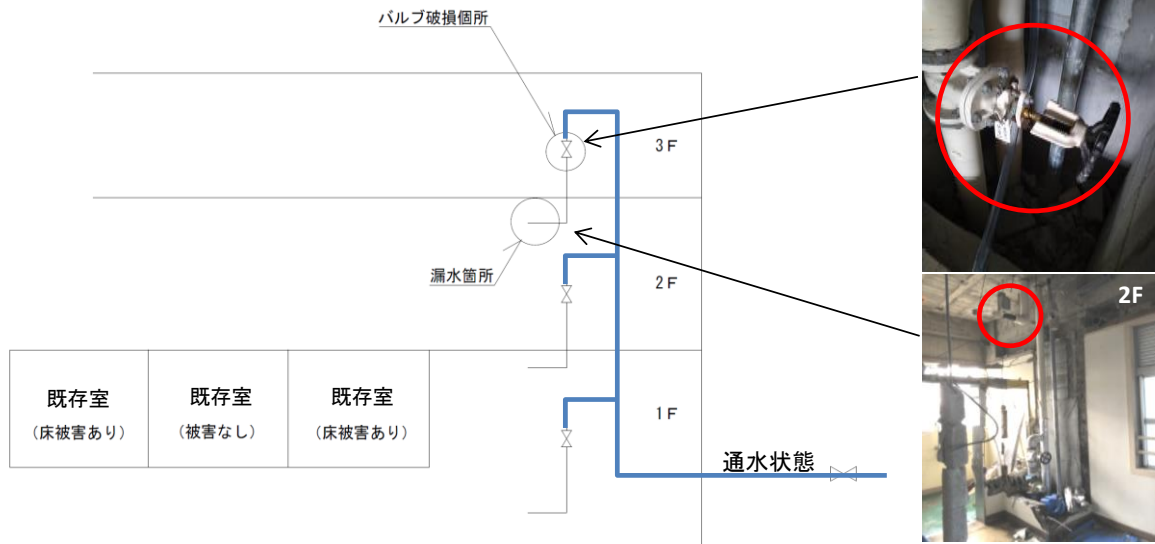 バルブ破損個所
3F
漏水箇所
2F
2F
既存室
(床被害あり)
既存室
(被害なし)
既存室
(床被害あり)
1F
通水状態